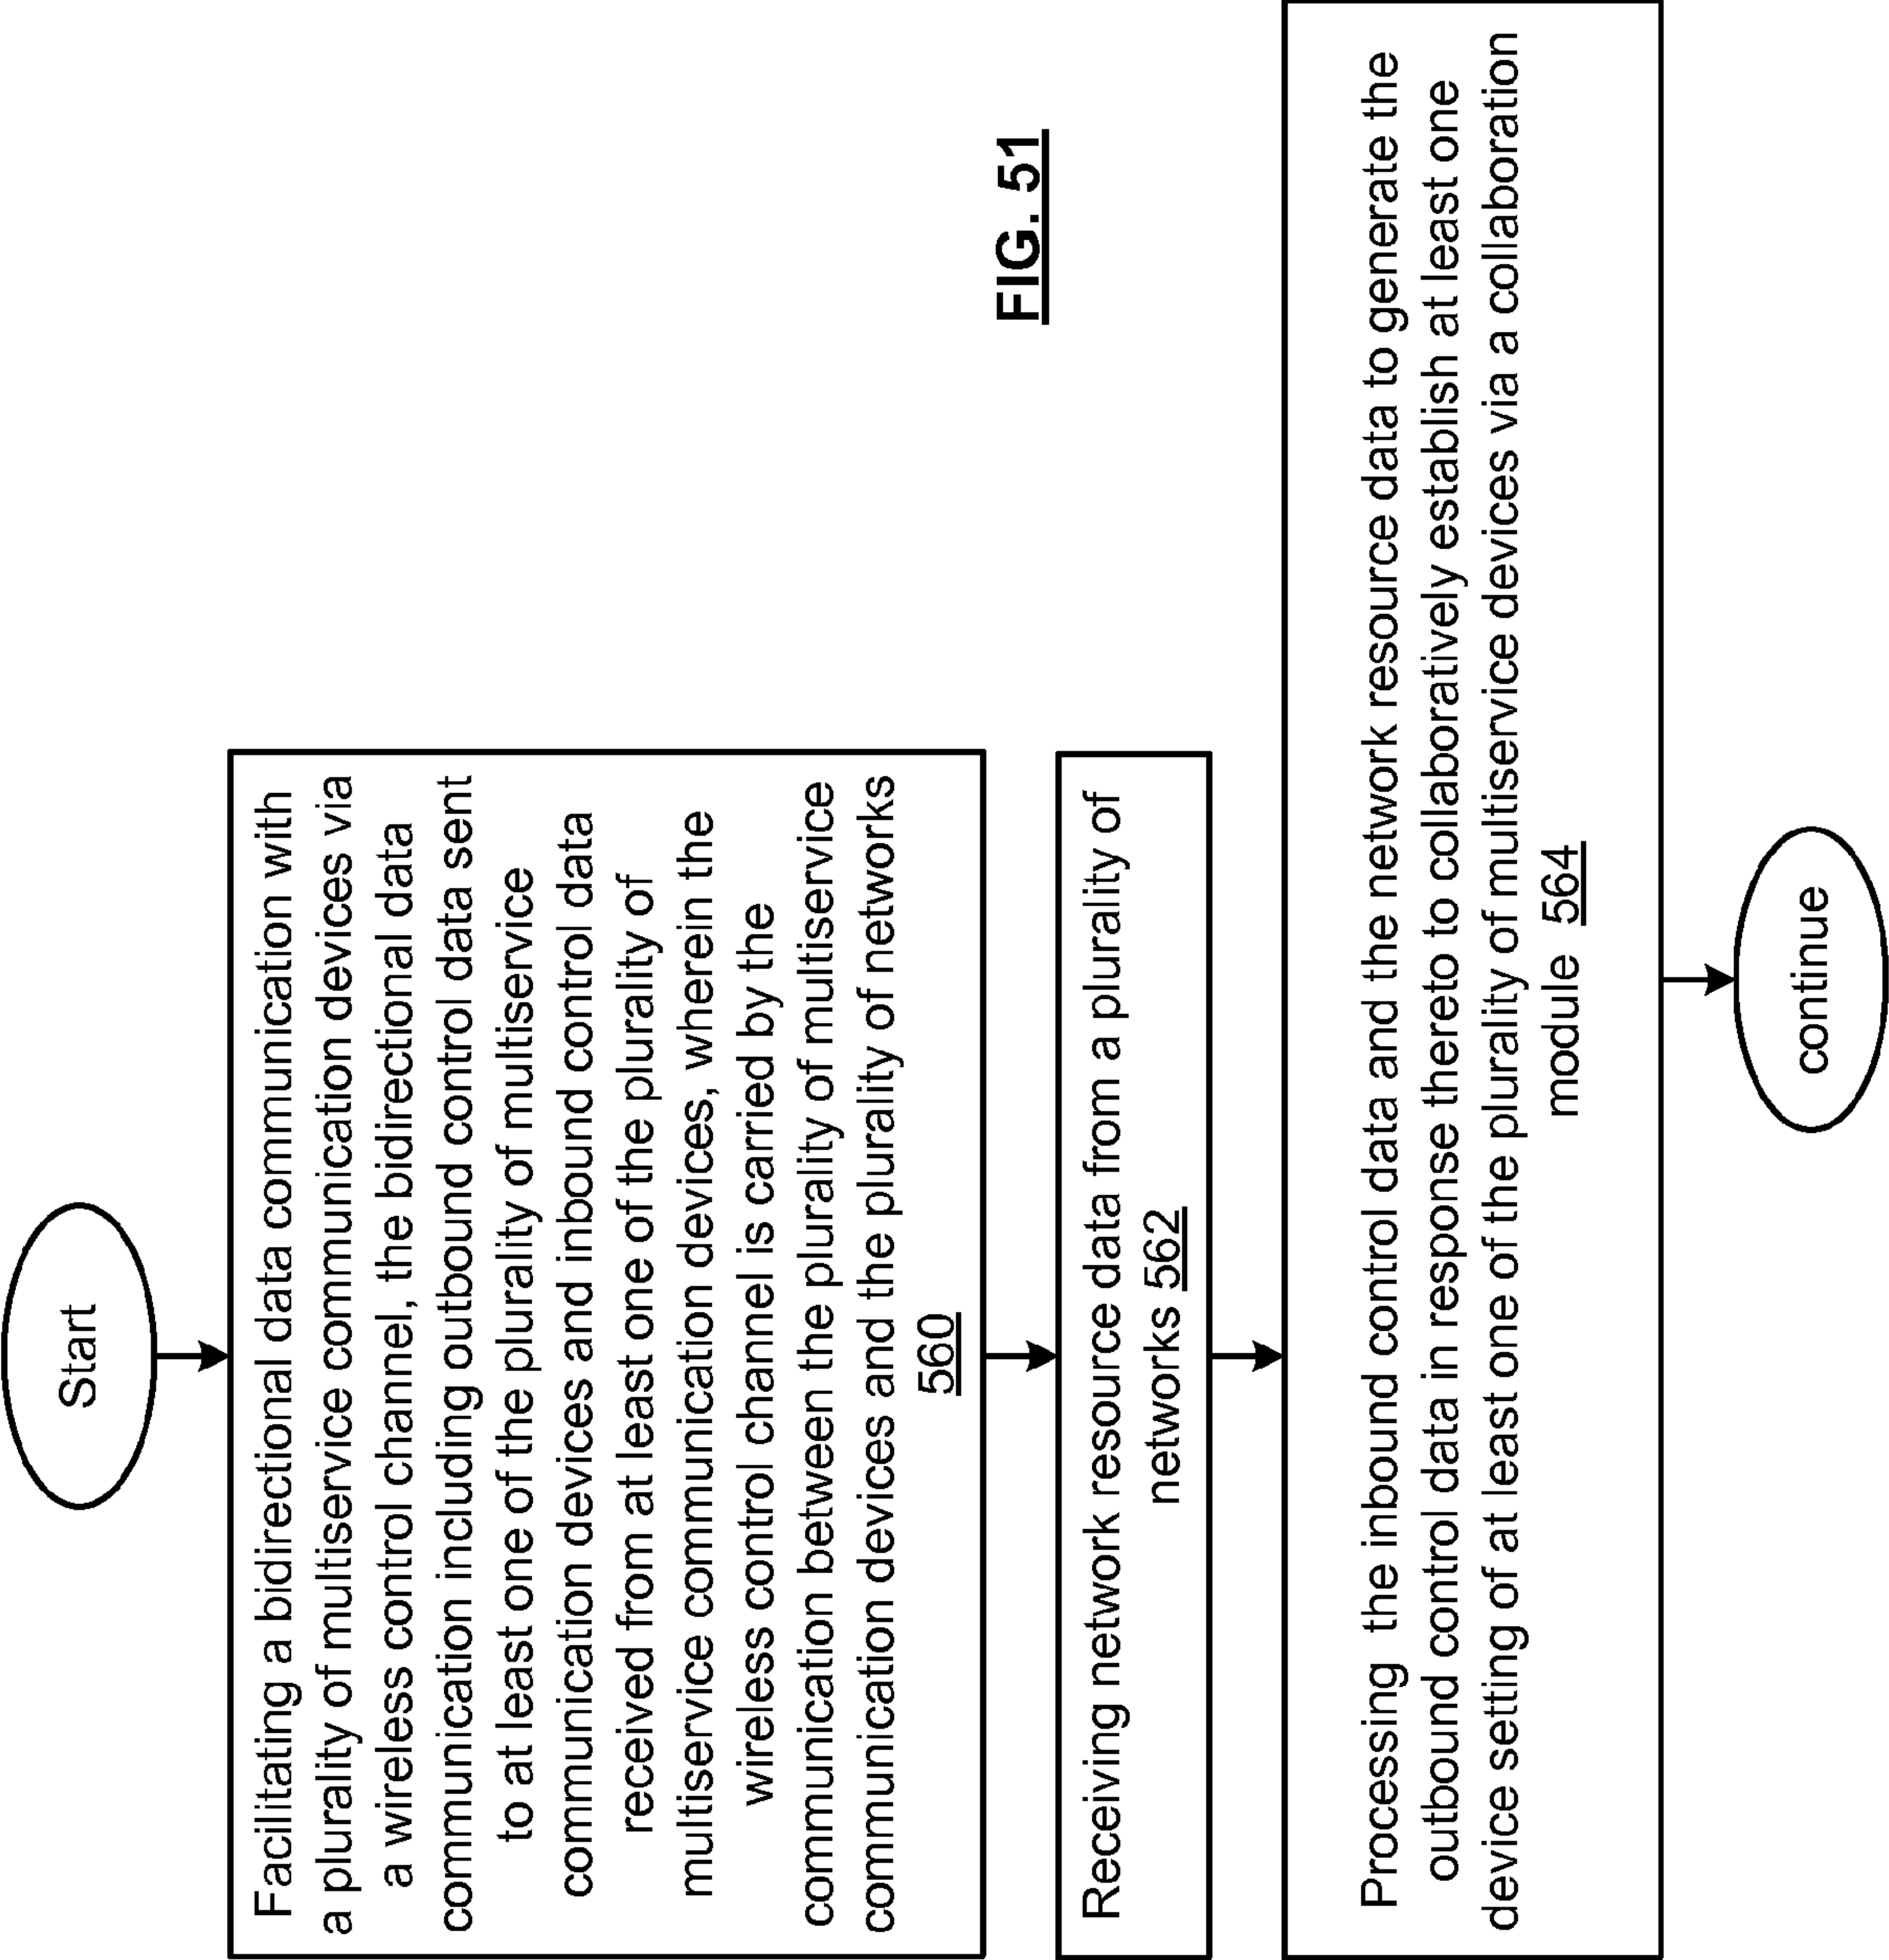 Start
Facilitating a bidirectional data communication with
a plurality of multiservice communication devices via
a wireless control channel, the bidirectional data
communication including outbound control data sent
to at least one of the plurality of multiservice
communication devices and inbound control data
received from at least one of the plurality of
multiservice communication devices, wherein the
wireless control channel is carried by the
communication between the plurality of multiservice
communication devices and the plurality of networks
560
Receiving network resource data from a plurality of
networks 562
Processing the inbound control data and the network resource data to generate the
outbound control data in response thereto to collaboratively establish at least one
device setting of at least one of the plurality of multiservice devices via a collaboration
module 564
continue
FIG. 51